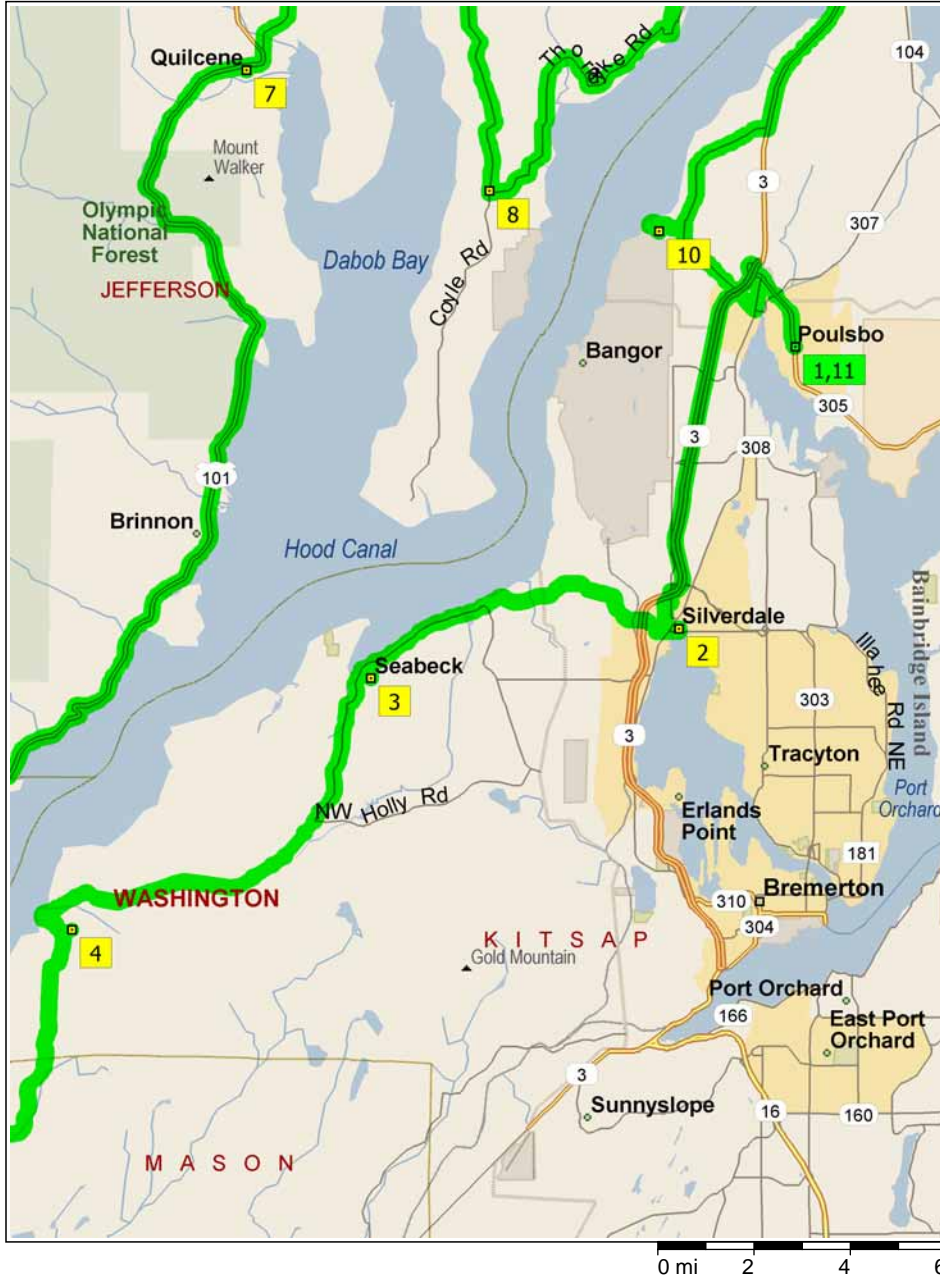 104
Quilcene
Tho
ke Rd
7
Mount
Walker
3
8
307
Olympic
National
Forest
10
Dabob Bay
Coyle Rd
JEFFERSON
Poulsbo
Bangor
1,11
305
3
308
101
Brinnon
Hood Canal
Bainbridge Island
Silverdale
2
Illahee Rd NE
Seabeck
3
303
3
Tracyton
Port
Orchard
NW Holly Rd
Erlands
Point
181
WASHINGTON
310
Bremerton
304
4
KITSAP
Gold Mountain
Port Orchard
166
East Port
Orchard
3
Sunnyslope
16
160
MASON
0 mi 2 4 6